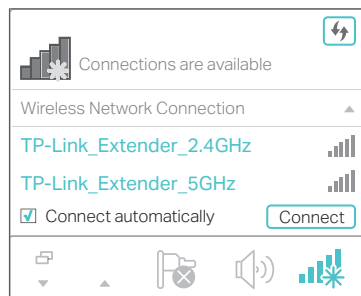 Connections are available
Wireless Network Connection
TP-Link_Extender_2.4GHz
TP-Link_Extender_5GHz
Connect automatically
Connect